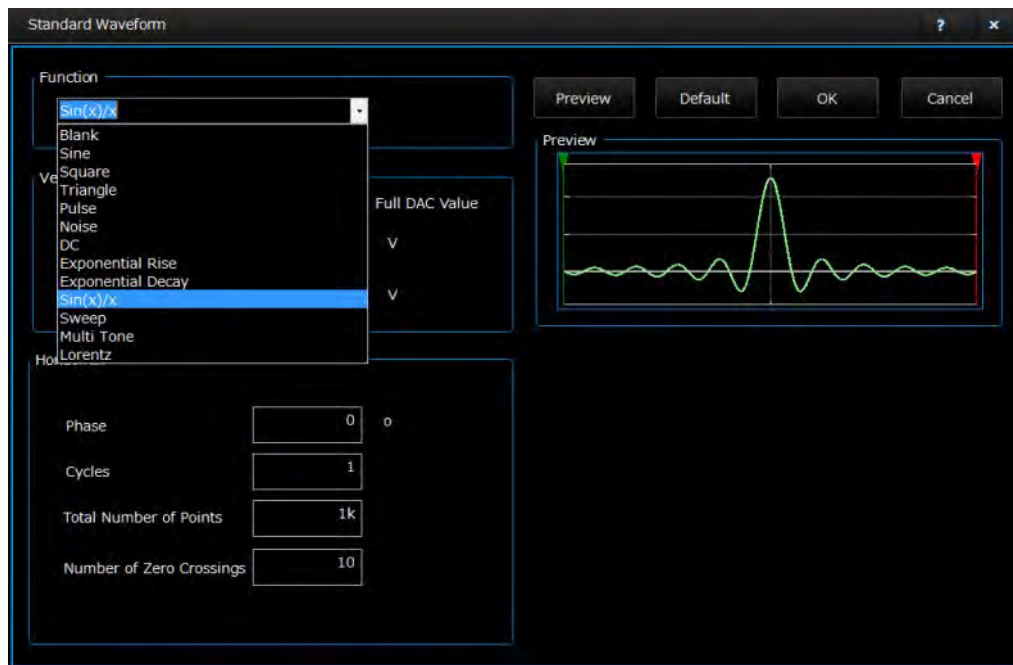 Standard Waveform ? x
Function
Sin(x)/x
Preview Default OK Cancel
Blank
Sine
Square
Triangle
Pulse
Noise
DC
Exponential Rise
Exponential Decay
Sin(x)/x
Sweep
Multi Tone
Lorentz
Ve
Full DAC Value
V
V
Preview
Phase 0 o
Cycles 1
Total Number of Points 1k
Number of Zero Crossings 10